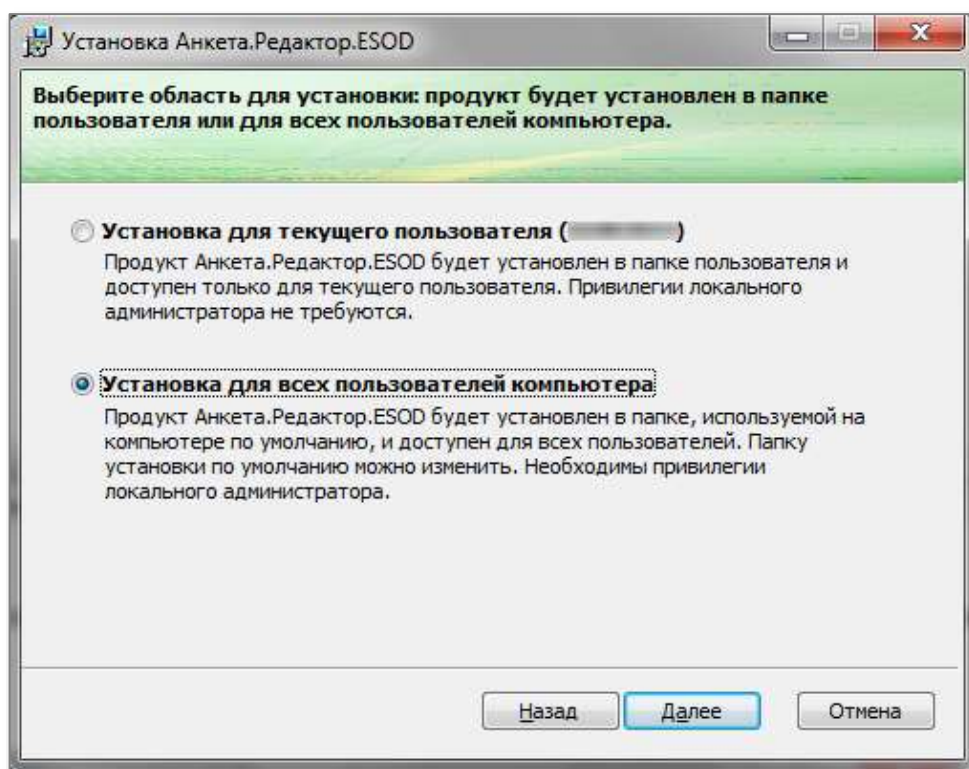 Установка Анкета.Редактор.ESOD
Выберите область для установки: продукт будет установлен в папке
пользователя или для всех пользователей компьютера.
Установка для текущего пользователя ( )
Продукт Анкета.Редактор.ESOD будет установлен в папке пользователя и
доступен только для текущего пользователя. Привилегии локального
администратора не требуются.
Установка для всех пользователей компьютера
Продукт Анкета.Редактор.ESOD будет установлен в папке, используемой на
компьютере по умолчанию, и доступен для всех пользователей. Папку
установки по умолчанию можно изменить. Необходимы привилегии
локального администратора.
Назад Далее Отмена